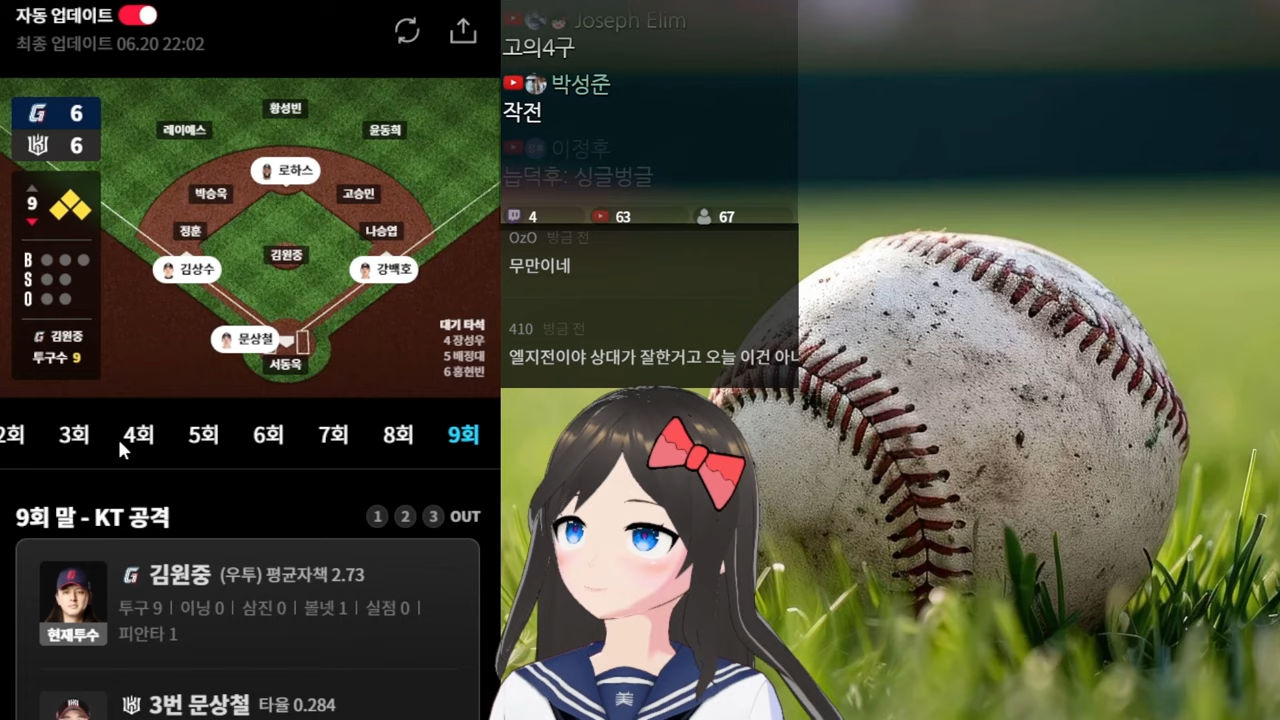 자동 업데이트
최종 업데이트 06.20 22:02
G 6
KT 6
9
B
S
O
G 김원중
투구수 9
황성빈
레이예스
윤동희
로하스
박승욱
고승민
정훈
나승엽
김원중
김상수
강백호
문상철
서동욱
대기 타석
4 장성우
5 배정대
6 홍현빈
2회 3회 4회 5회 6회 7회 8회 9회
9회 말 - KT 공격
1 2 3 OUT
G 김원중 (우투) 평균자책 2.73
투구 9 | 이닝 0 | 삼진 0 | 볼넷 1 | 실점 0 |
피안타 1
현재투수
3번 문상철 타율 0.284
Joseph Elim
고의4구
박성준
작전
이정후
늡덕후: 싱글벙글
4 63 67
OzO 방금 전
무만이네
410 방금 전
엘지전이야 상대가 잘한거고 오늘 이건 아니
美